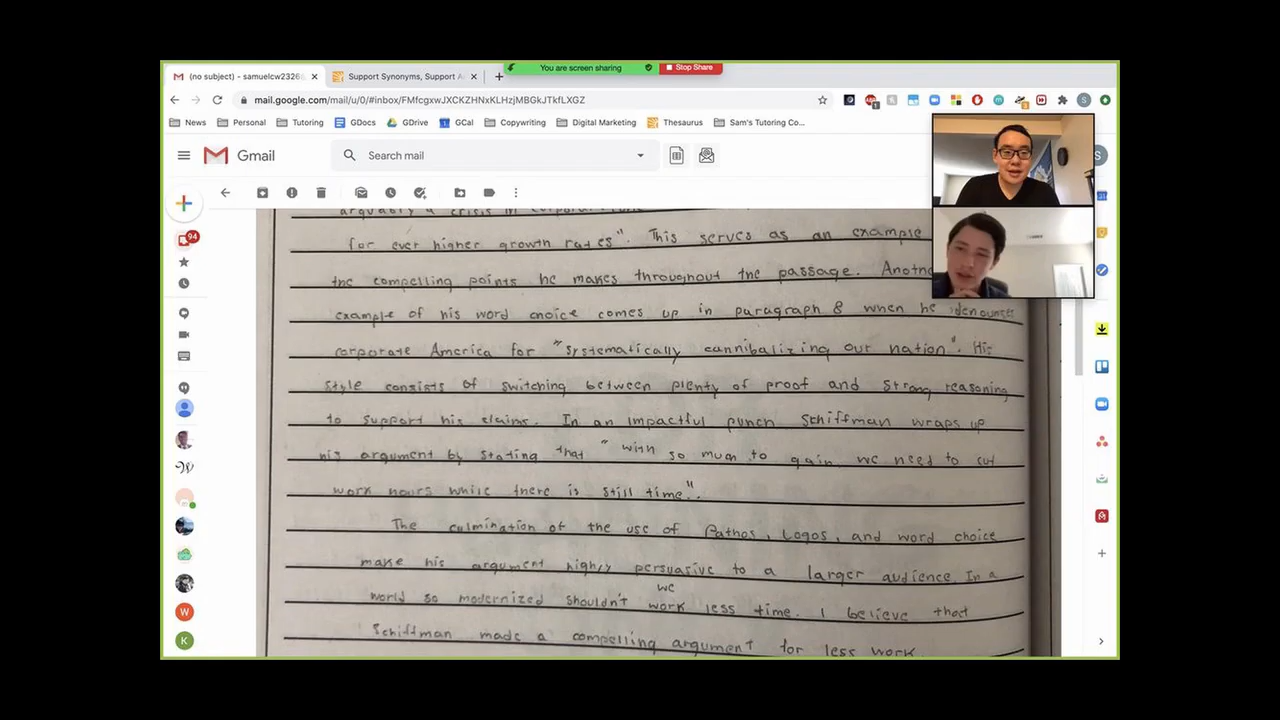 You are screen sharing
Stop Share
(no subject) - samuelcw2326
Support Synonyms, Support A
mail.google.com/mail/u/0/#inbox/FMfcgxwJXCKZHNxKLHzjMBGkJTkfLXGZ
News Personal Tutoring GDocs GDrive GCal Copywriting Digital Marketing Thesaurus Sam's Tutoring Co...
Gmail
Search mail
S
94
arguably a crisis in
for ever higher growth rates". This serves as an example
the compelling points he makes throughout the passage.
example of his word choice comes up in paragraph 8 when he denounces
corporate America for "systematically cannibalizing our nation". His
style consists of switching between plenty of proof and strong reasoning
to support his claims. In an impactful punch Schiffman wraps up
his argument by stating that "with so much to gain we need to cut
work hours while there is still time".
The culmination of the use of Pathos, Logos, and word choice
make his argument highly persuasive to a larger audience. In a
we
world so modernized shouldn't work less time. I believe that
Schiffman made a compelling argument for less work.
W
K